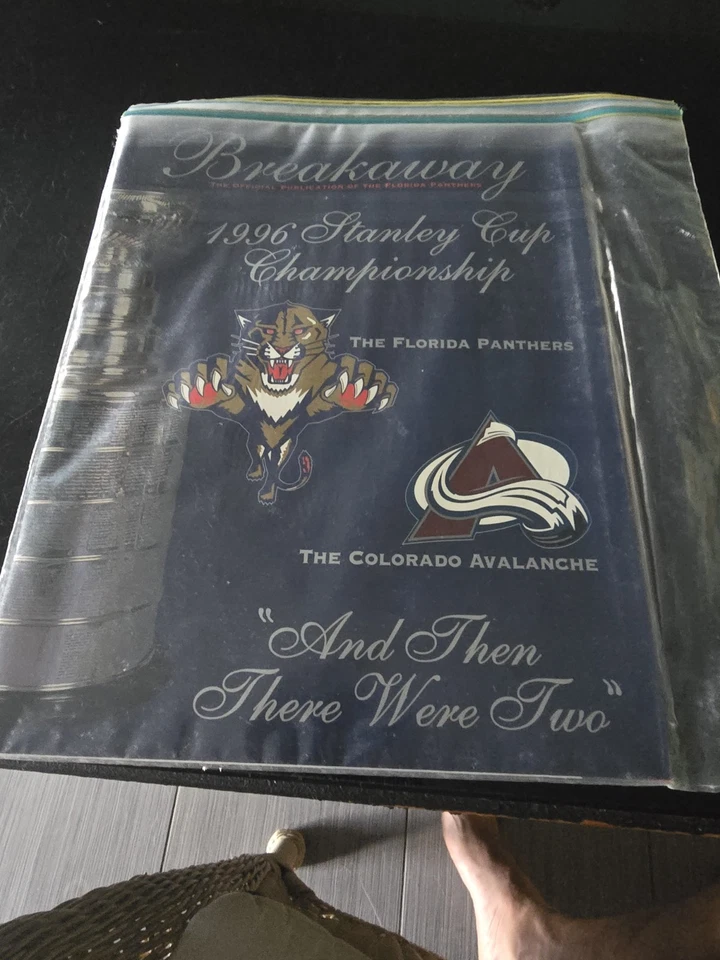 Breakaway
THE OFFICIAL PUBLICATION OF THE FLORIDA PANTHERS
1996 Stanley Cup
Championship
THE FLORIDA PANTHERS
A
THE COLORADO AVALANCHE
"And Then
There Were Two"